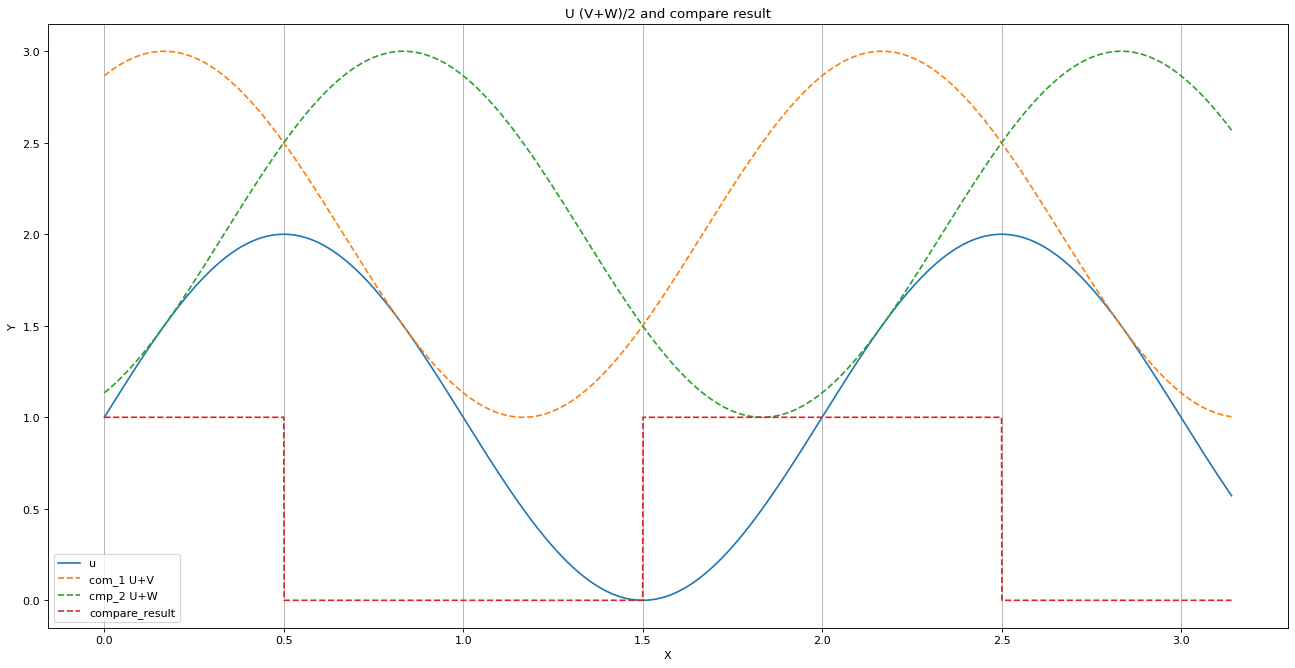 U (V+W)/2 and compare result
Y
3.0
2.5
2.0
1.5
1.0
0.5
0.0
u
com_1 U+V
cmp_2 U+W
compare_result
0.0 0.5 1.0 1.5 2.0 2.5 3.0
X